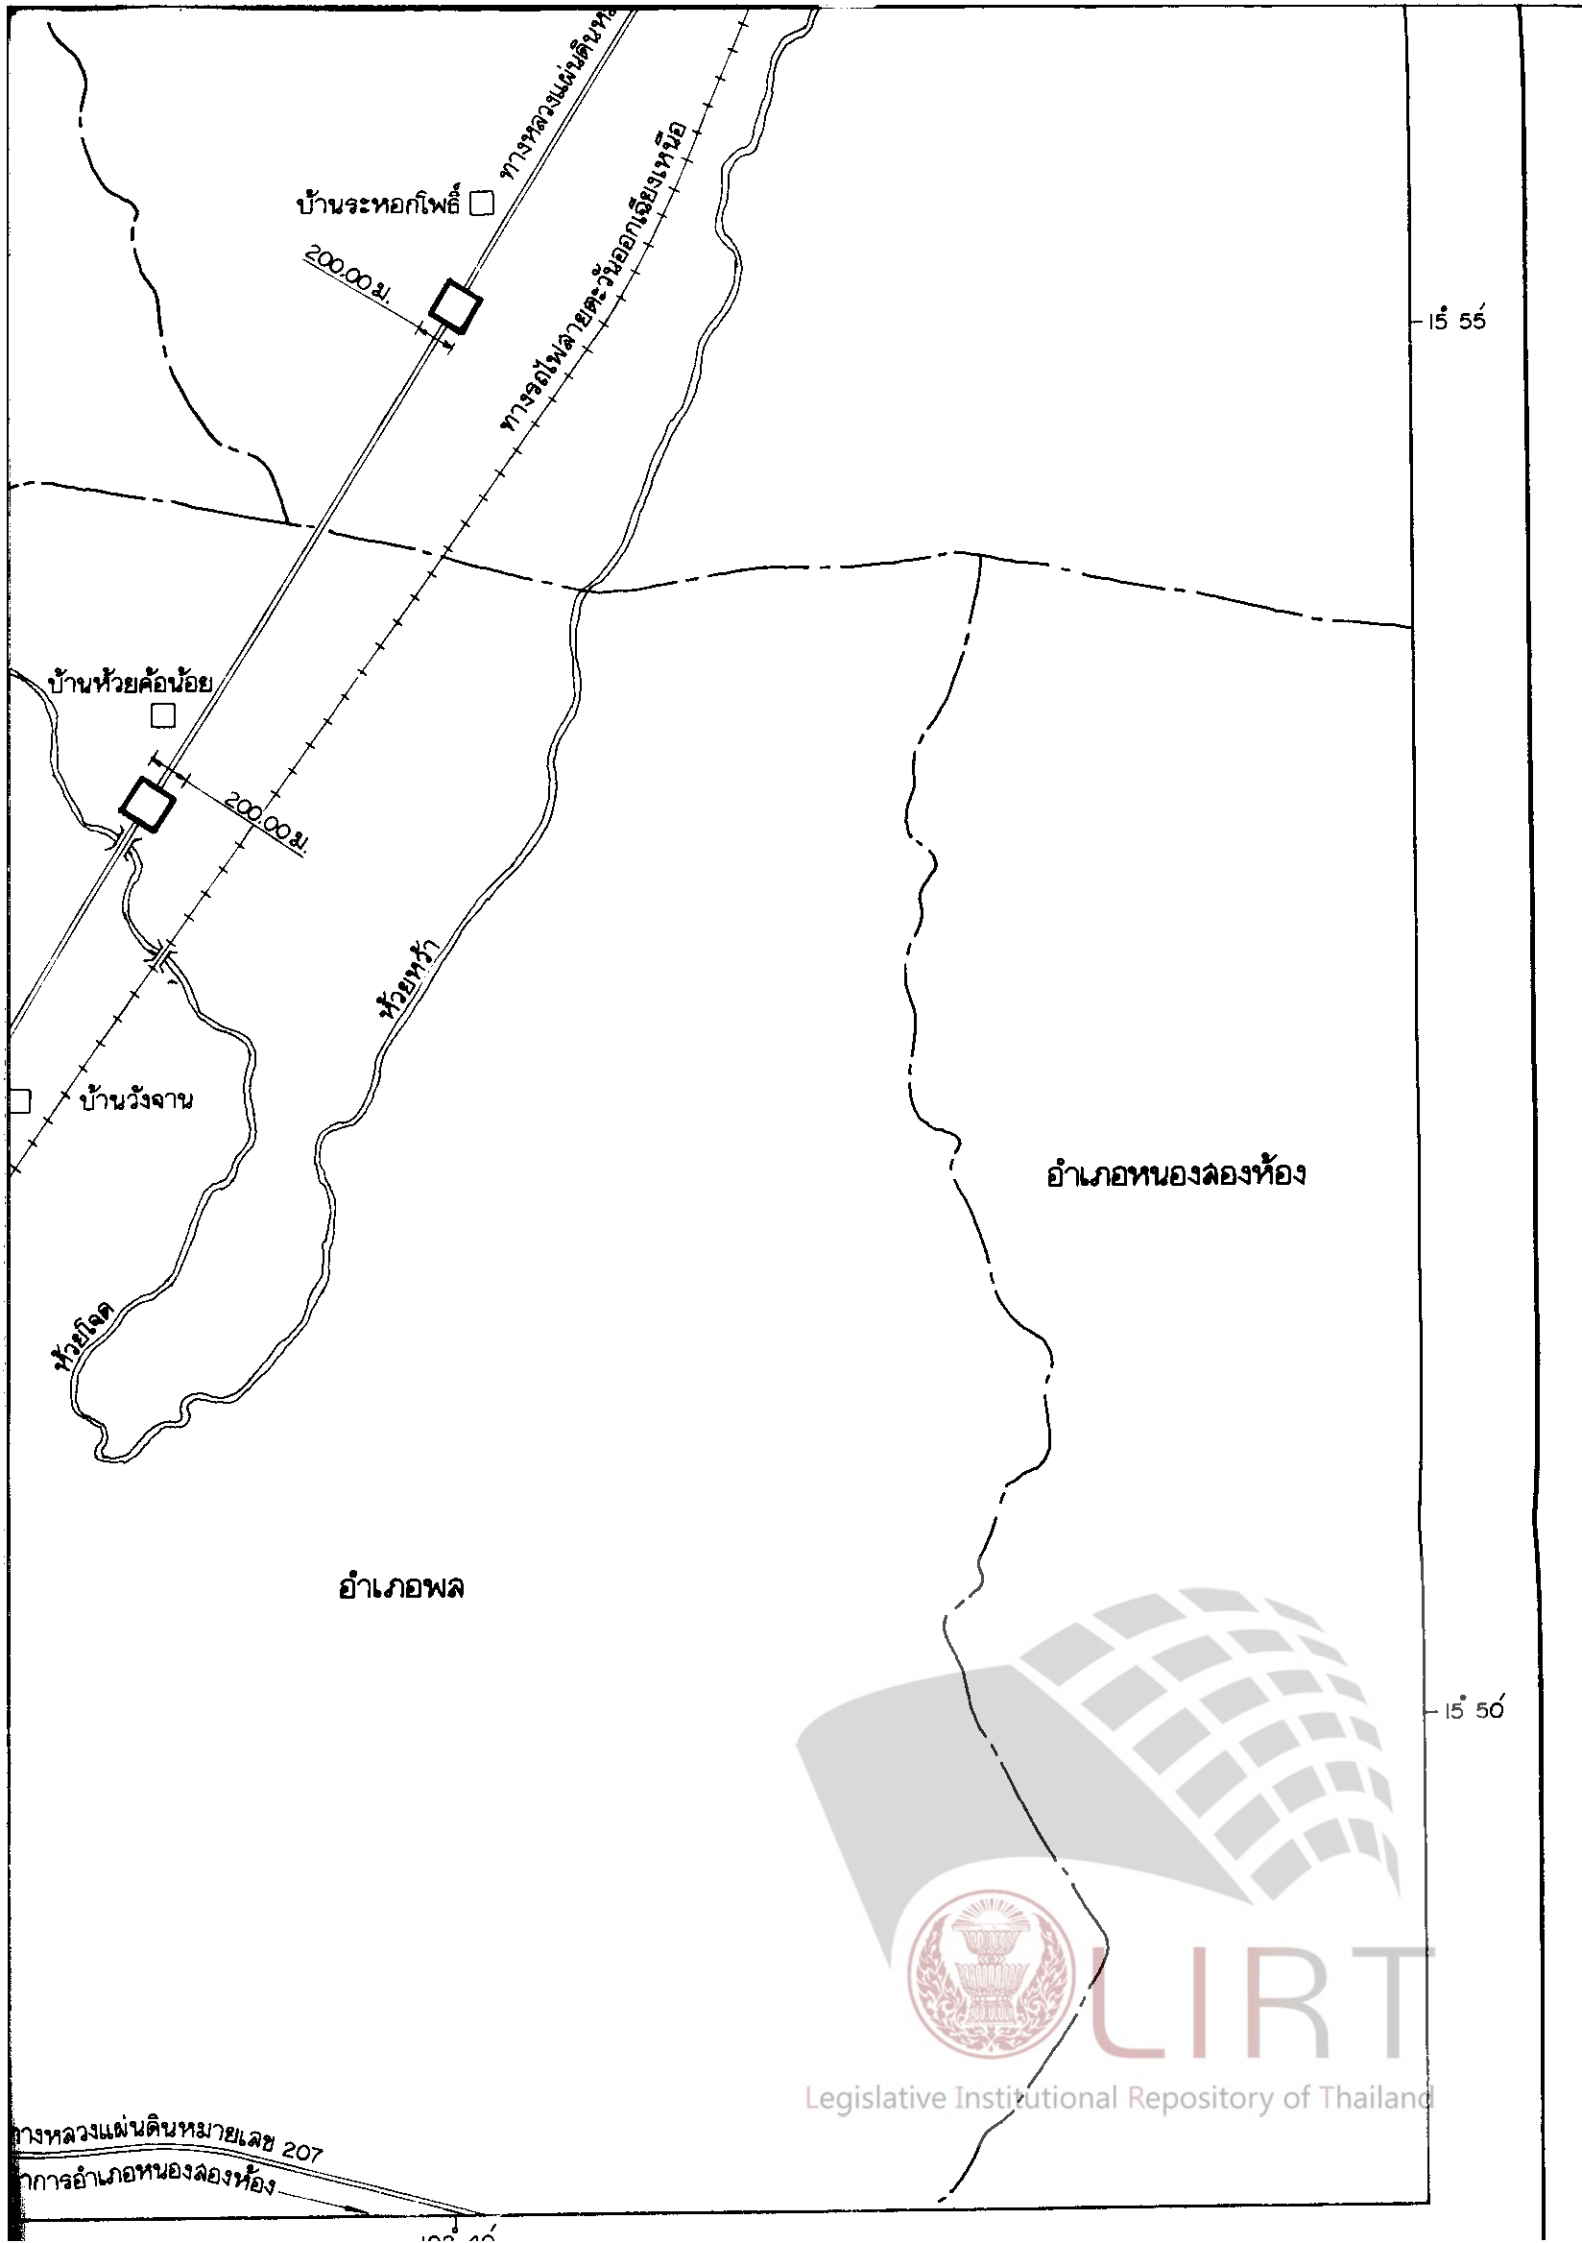 ทางหลวงแผ่นดินห
ทางรถไฟสายตะวันออกเฉียงเหนือ
บ้านระหอกโพธิ์
200.00 ม.
15° 55′
บ้านห้วยค้อน้อย
200.00 ม.
ห้วยหว้า
บ้านวังจาน
อำเภอหนองสองห้อง
ห้วยโจด
อำเภอพล
15° 50′
LIRT
Legislative Institutional Repository of Thailand
ทางหลวงแผ่นดินหมายเลข 207
าการอำเภอหนองสองห้อง